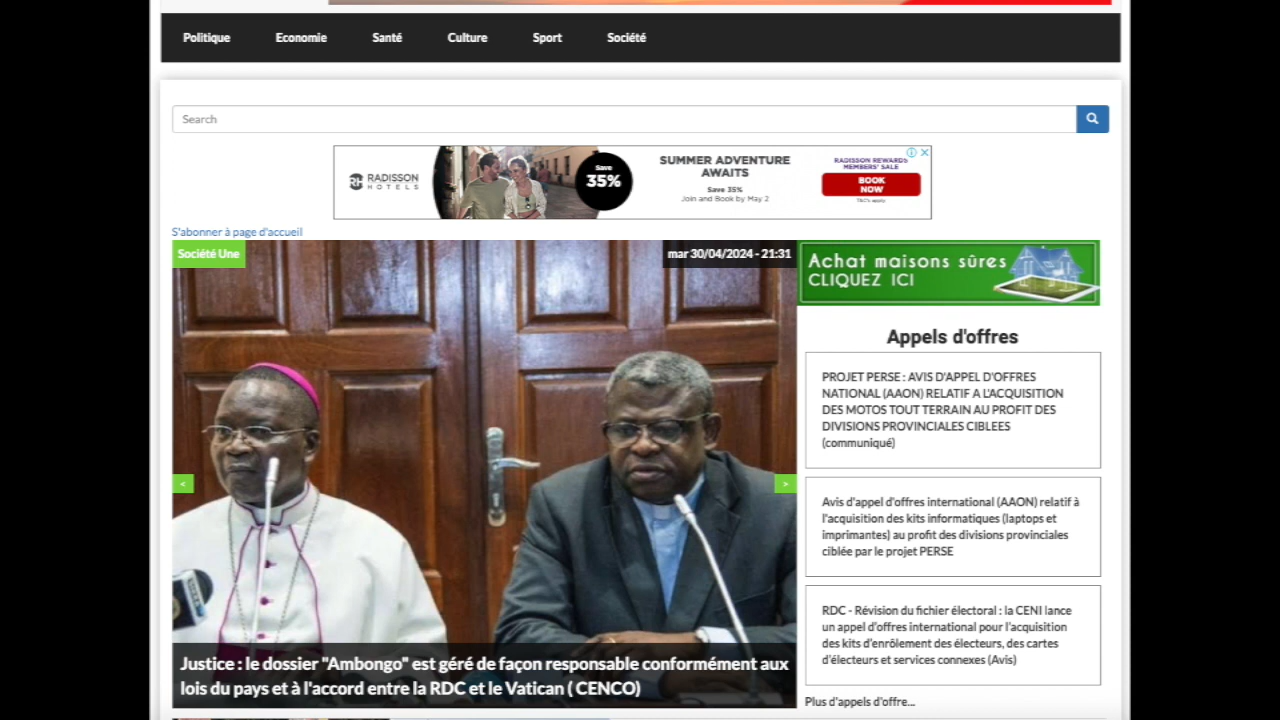 Politique Economie Santé Culture Sport Société
Search
RADISSON
HOTELS
Save
35%
SUMMER ADVENTURE
AWAITS
Save 35%
Join and Book by May 2
RADISSON REWARDS
MEMBERS' SALE
BOOK
NOW
T&C's apply
S'abonner à page d'accueil
Société Une
mar 30/04/2024 - 21:31
Achat maisons sûres
CLIQUEZ ICI
Appels d'offres
PROJET PERSE : AVIS D'APPEL D'OFFRES
NATIONAL (AAON) RELATIF A L'ACQUISITION
DES MOTOS TOUT TERRAIN AU PROFIT DES
DIVISIONS PROVINCIALES CIBLEES
(communiqué)
Avis d'appel d'offres international (AAON) relatif à
l'acquisition des kits informatiques (laptops et
imprimantes) au profit des divisions provinciales
ciblée par le projet PERSE
RDC - Révision du fichier électoral : la CENI lance
un appel d'offres international pour l'acquisition
des kits d'enrôlement des électeurs, des cartes
d'électeurs et services connexes (Avis)
Plus d'appels d'offre...
< >
Justice : le dossier "Ambongo" est géré de façon responsable conformément aux
lois du pays et à l'accord entre la RDC et le Vatican ( CENCO)